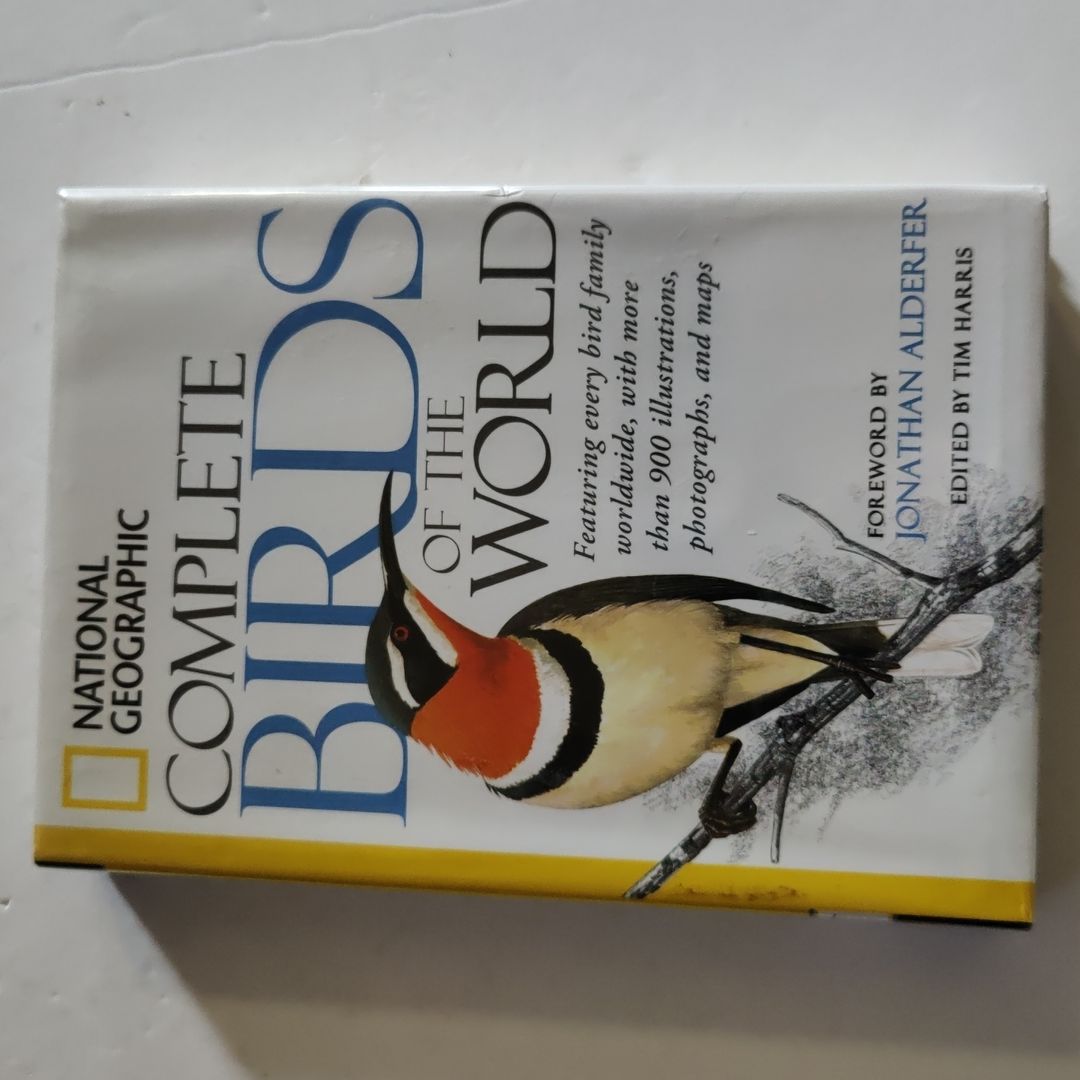 NATIONAL
GEOGRAPHIC
COMPLETE
BIRDS
OF THE
WORLD
Featuring every bird family
worldwide, with more
than 900 illustrations,
photographs, and maps
FOREWORD BY
JONATHAN ALDERFER
EDITED BY TIM HARRIS